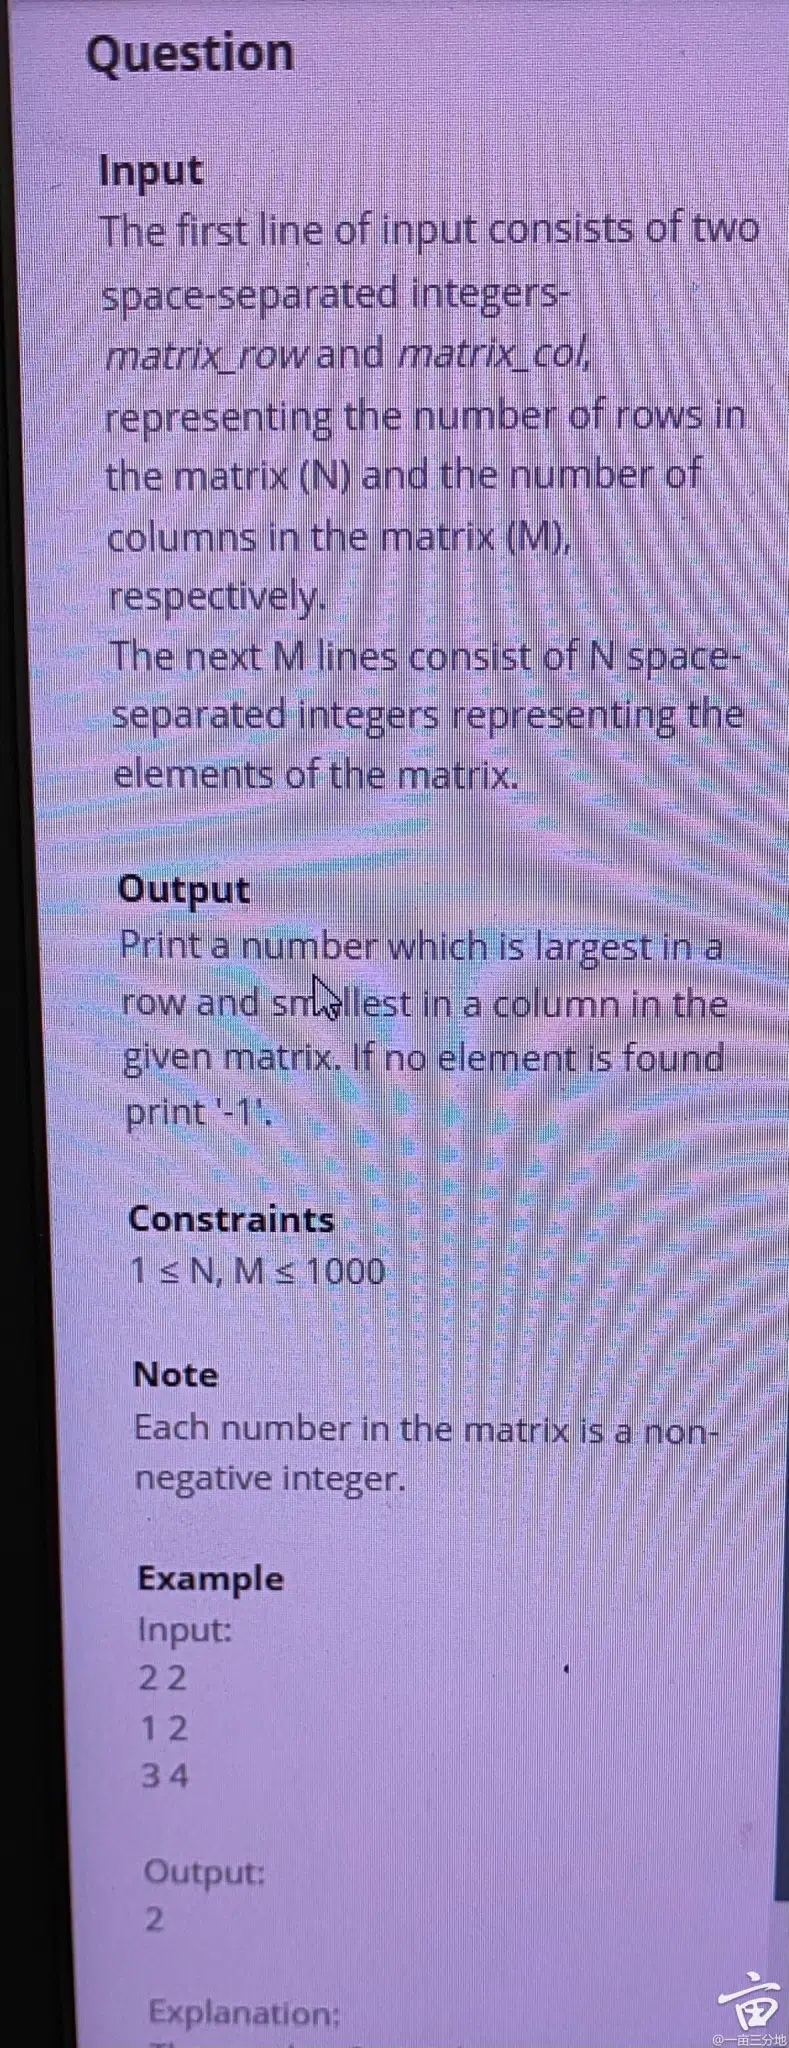 Question
Input
The first line of input consists of two
space-separated integers-
matrix_row and matrix_col,
representing the number of rows in
the matrix (N) and the number of
columns in the matrix (M),
respectively.
The next M lines consist of N space-
separated integers representing the
elements of the matrix.
Output
Print a number which is largest in a
row and smallest in a column in the
given matrix. If no element is found
print '-1'.
Constraints
1 ≤ N, M ≤ 1000
Note
Each number in the matrix is a non-
negative integer.
Example
Input:
2 2
1 2
3 4
Output:
2
Explanation:
亩
@一亩三分地